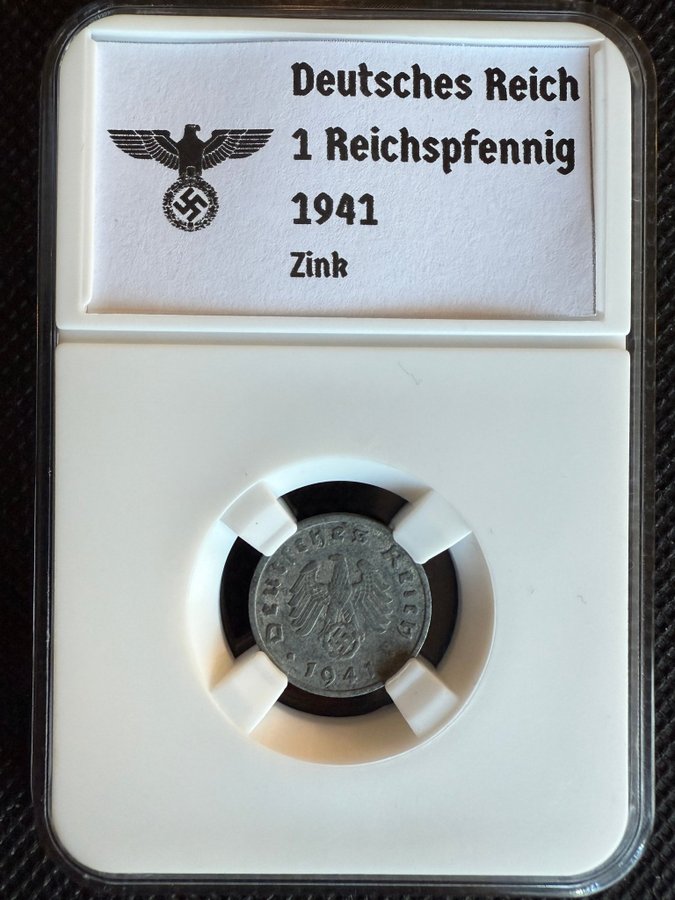 Deutsches Reich
1 Reichspfennig
1941
Zink
Deutsches Reich
1941